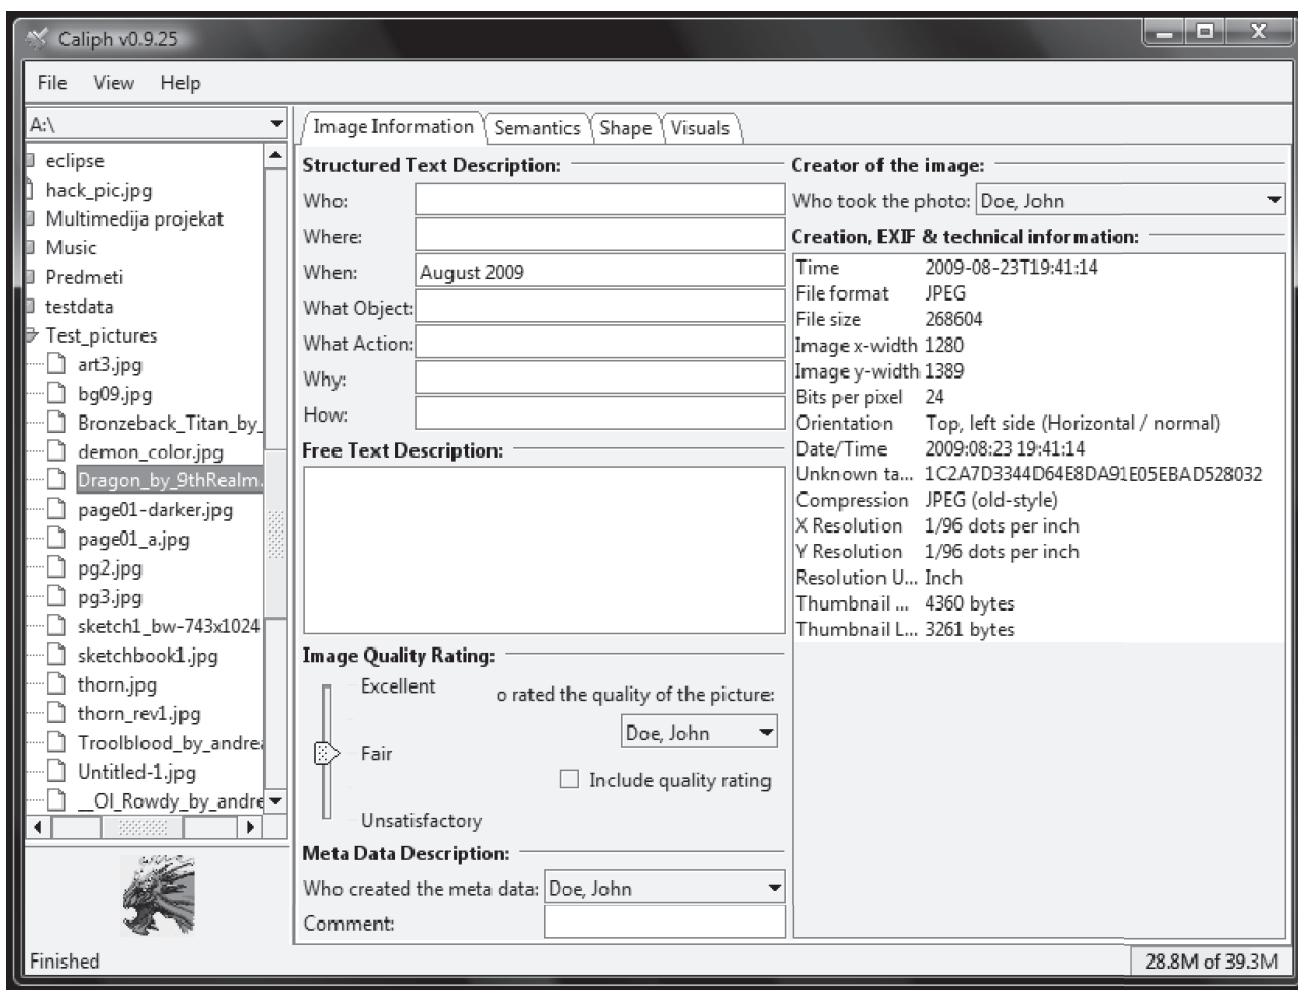 Caliph v0.9.25
File View Help
A:\
eclipse
hack_pic.jpg
Multimedija projekat
Music
Predmeti
testdata
Test_pictures
art3.jpg
bg09.jpg
Bronzeback_Titan_by_
demon_color.jpg
Dragon_by_9thRealm.
page01-darker.jpg
page01_a.jpg
pg2.jpg
pg3.jpg
sketch1_bw-743x1024
sketchbook1.jpg
thorn.jpg
thorn_rev1.jpg
Troolblood_by_andrea
Untitled-1.jpg
__Ol_Rowdy_by_andre
Finished
Image Information Semantics Shape Visuals
Structured Text Description:
Who:
Where:
When: August 2009
What Object:
What Action:
Why:
How:
Free Text Description:
Image Quality Rating:
Excellent
o rated the quality of the picture:
Doe, John
Fair
Include quality rating
Unsatisfactory
Meta Data Description:
Who created the meta data: Doe, John
Comment:
Creator of the image:
Who took the photo: Doe, John
Creation, EXIF & technical information:
Time 2009-08-23T19:41:14
File format JPEG
File size 268604
Image x-width 1280
Image y-width 1389
Bits per pixel 24
Orientation Top, left side (Horizontal / normal)
Date/Time 2009:08:23 19:41:14
Unknown ta... 1C2A7D3344D64E8DA91E05EBAD528032
Compression JPEG (old-style)
X Resolution 1/96 dots per inch
Y Resolution 1/96 dots per inch
Resolution U... Inch
Thumbnail ... 4360 bytes
Thumbnail L... 3261 bytes
28.8M of 39.3M